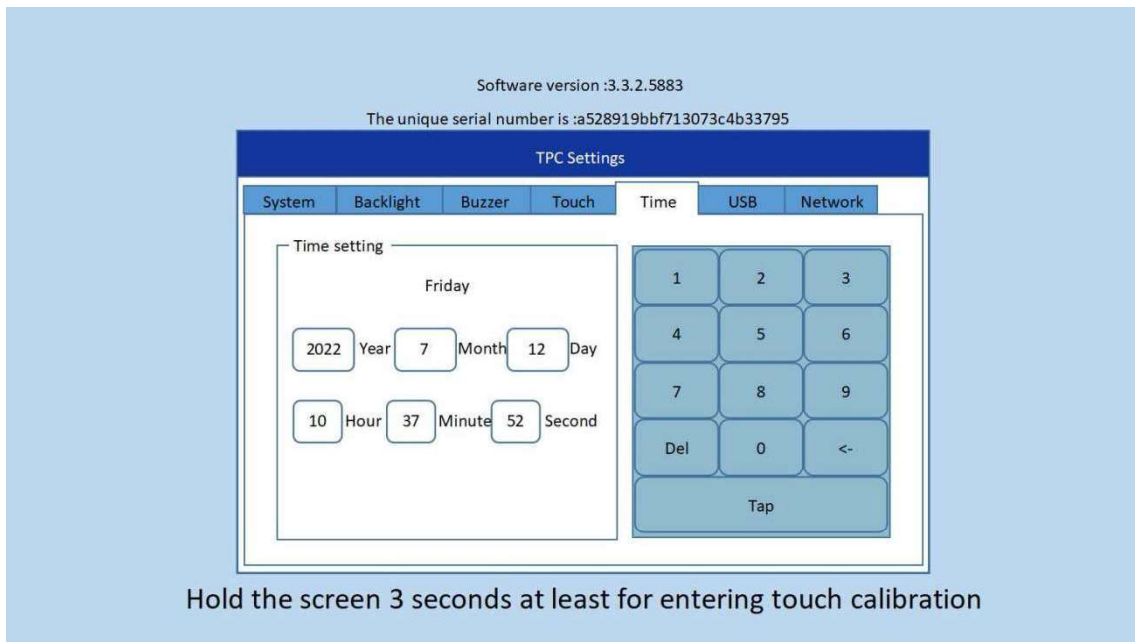 Software version :3.3.2.5883
The unique serial number is :a528919bbf713073c4b33795
TPC Settings
System Backlight Buzzer Touch Time USB Network
Time setting
Friday
2022 Year 7 Month 12 Day
10 Hour 37 Minute 52 Second
1 2 3
4 5 6
7 8 9
Del 0 <-
Tap
Hold the screen 3 seconds at least for entering touch calibration